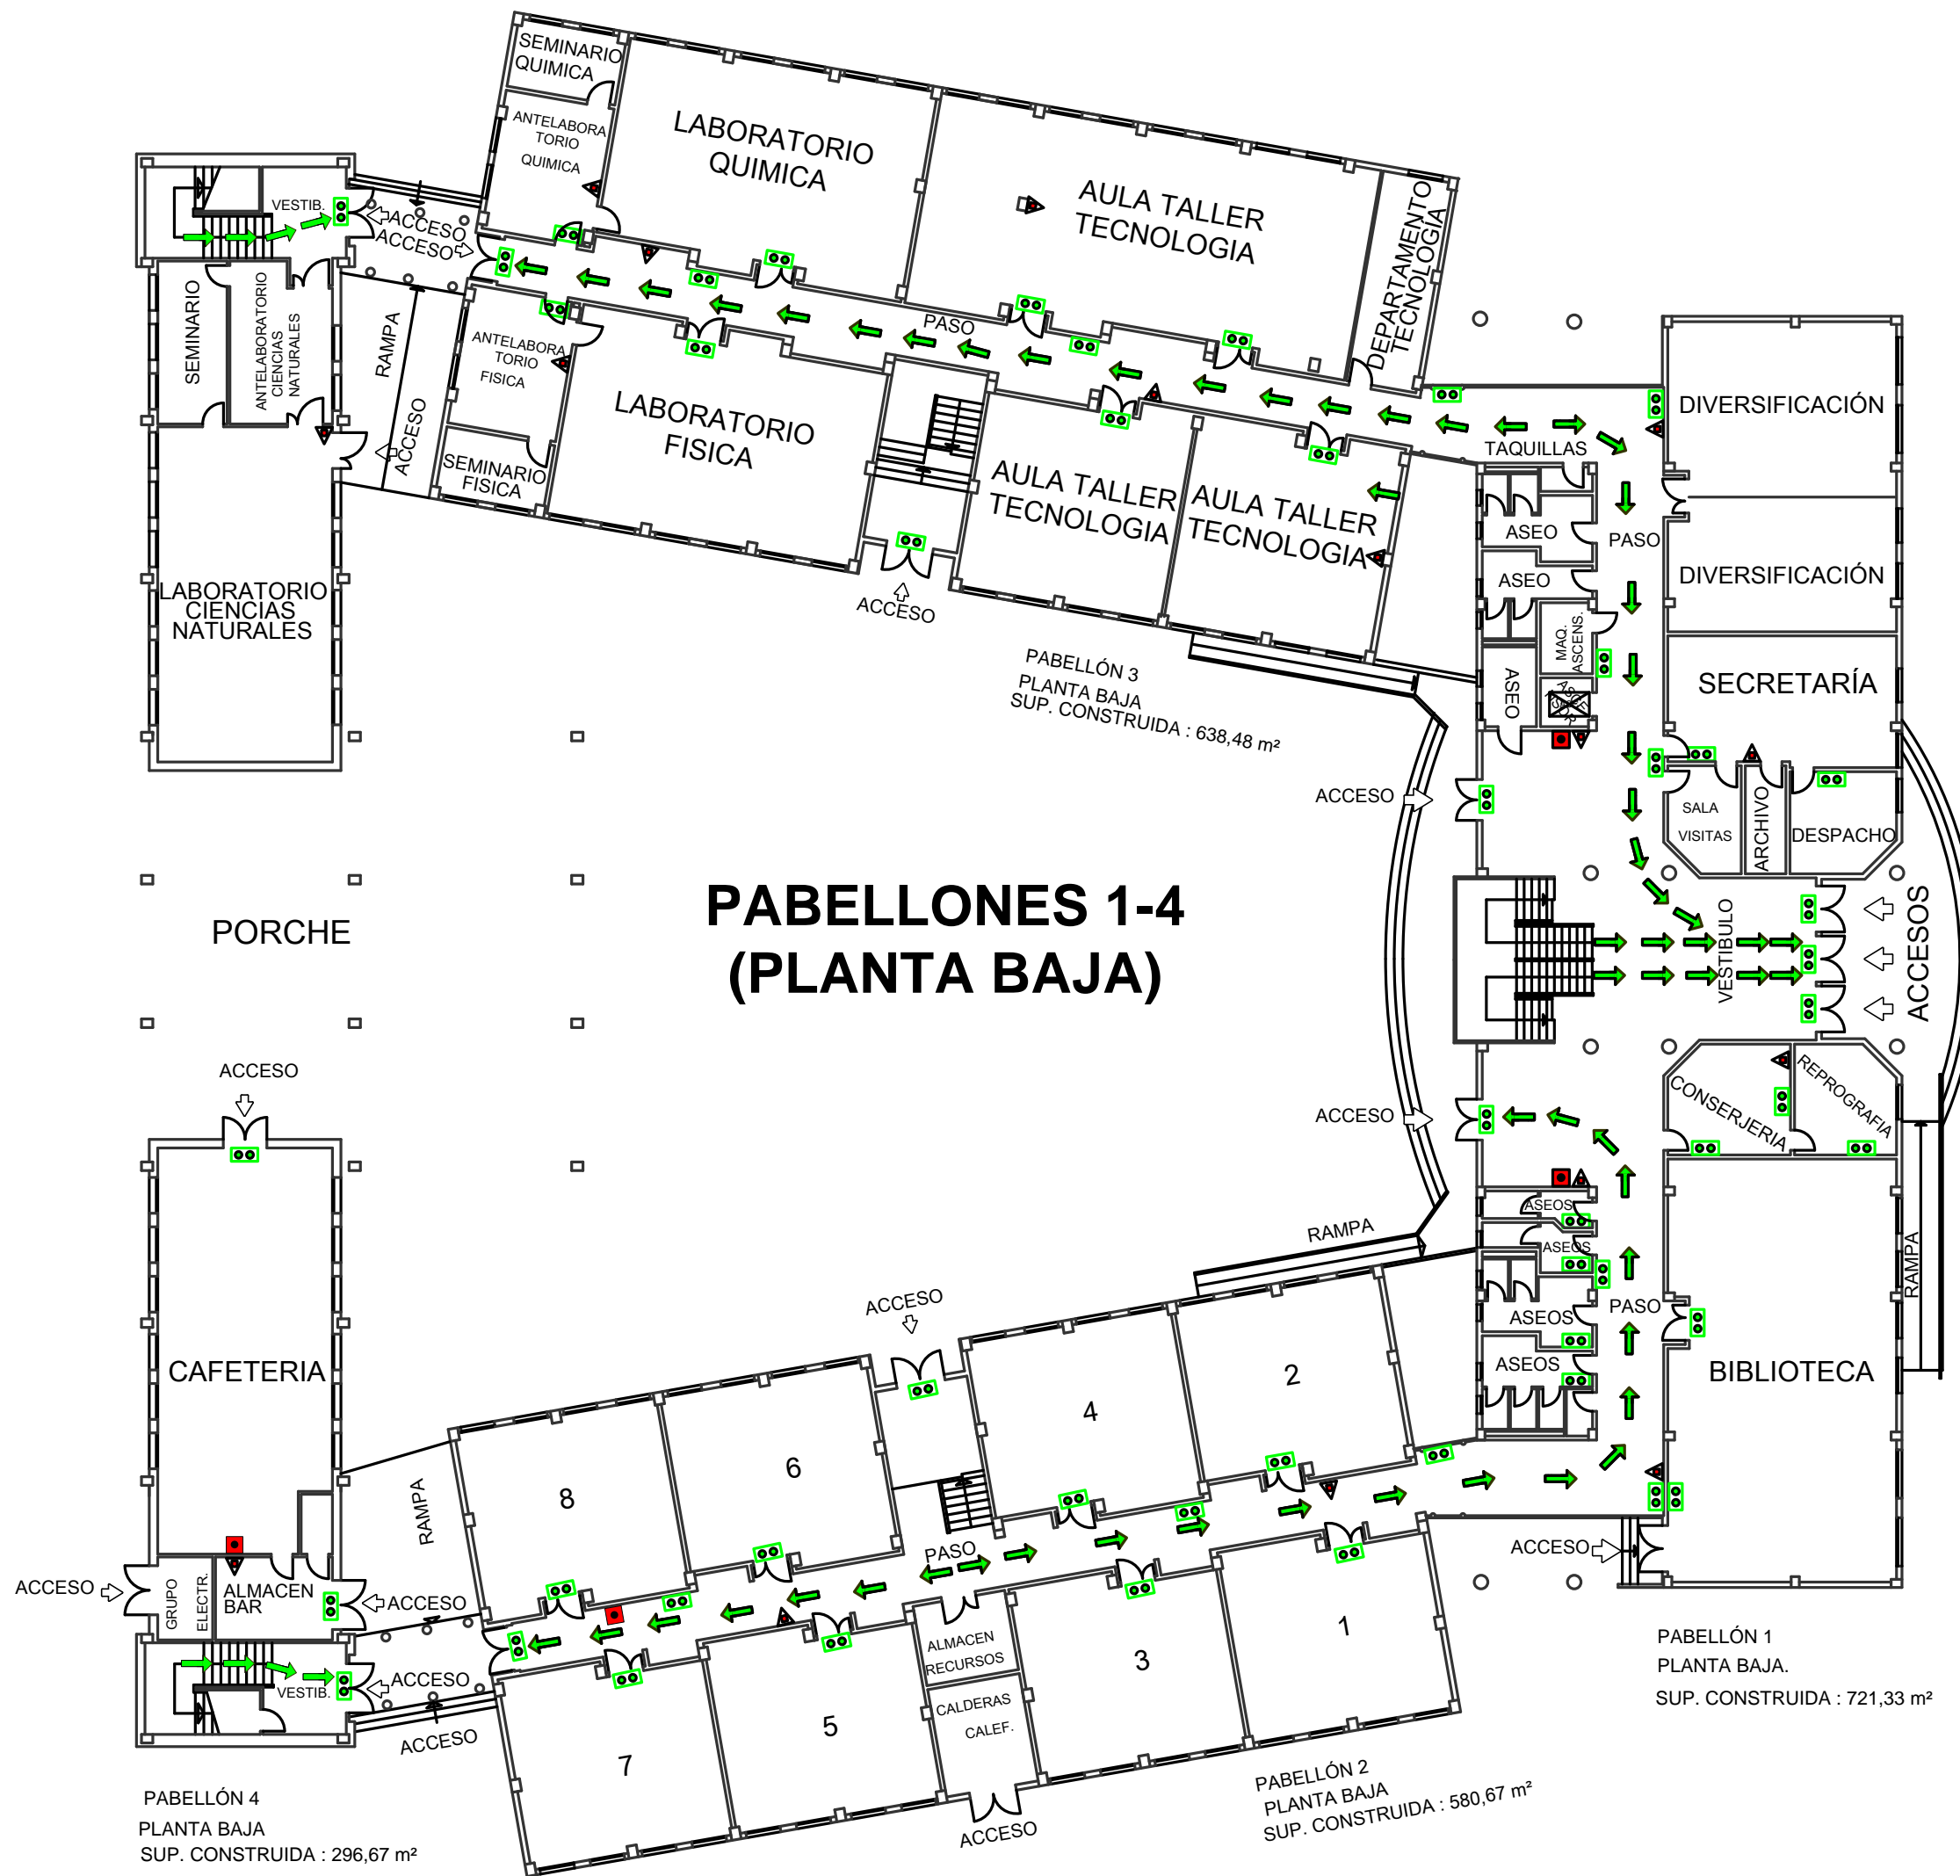 SEMINARIO
QUIMICA
ANTELABORA
TORIO
QUIMICA
LABORATORIO
QUIMICA
AULA TALLER
TECNOLOGIA
DEPARTAMENTO
TECNOLOGÍA
VESTIB.
ACCESO
ACCESO
SEMINARIO
ANTELABORATORIO
CIENCIAS
NATURALES
RAMPA
ACCESO
ANTELABORA
TORIO
FISICA
SEMINARIO
FISICA
LABORATORIO
FISICA
PASO
AULA TALLER
TECNOLOGIA
AULA TALLER
TECNOLOGIA
ACCESO
TAQUILLAS
DIVERSIFICACIÓN
ASEO
PASO
ASEO
DIVERSIFICACIÓN
MAQ.
ASCENS.
ASEO
SECRETARÍA
LABORATORIO
CIENCIAS
NATURALES
PABELLÓN 3
PLANTA BAJA
SUP. CONSTRUIDA : 638,48 m²
ACCESO
SALA
VISITAS
ARCHIVO
DESPACHO
PORCHE
PABELLONES 1-4
(PLANTA BAJA)
VESTIBULO
ACCESOS
ACCESO
ACCESO
CONSERJERIA
REPROGRAFIA
RAMPA
ASEOS
ASEOS
PASO
ASEOS
ASEOS
BIBLIOTECA
RAMPA
ACCESO
CAFETERIA
ACCESO
2
4
6
8
RAMPA
PASO
ACCESO
GRUPO
ELECTR.
ALMACEN
BAR
ACCESO
VESTIB.
ACCESO
ACCESO
ALMACEN
RECURSOS
CALDERAS
CALEF.
1
3
5
7
ACCESO
ACCESO
PABELLÓN 1
PLANTA BAJA.
SUP. CONSTRUIDA : 721,33 m²
PABELLÓN 2
PLANTA BAJA
SUP. CONSTRUIDA : 580,67 m²
PABELLÓN 4
PLANTA BAJA
SUP. CONSTRUIDA : 296,67 m²